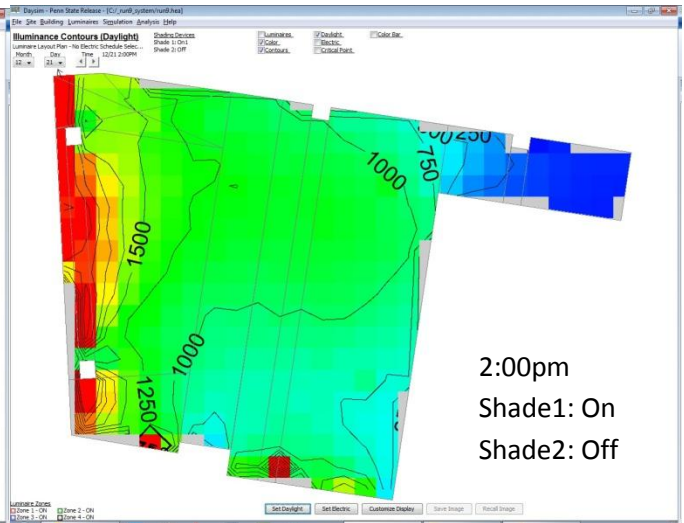 Daysim - Penn State Release - [C:/_run9_system/run9.hea]
File Site Building Luminaires Simulation Analysis Help
Illuminance Contours (Daylight)
Luminaire Layout Plan - No Electric Schedule Selec...
Month Day Time 12/21 2:00PM
12 21
Shading Devices
Shade 1: On1
Shade 2: Off
Luminaires Daylight Color Bar
Color Electric
Contours Critical Point
250
750
1000
1500
1000
1250
2:00pm
Shade1: On
Shade2: Off
Luminaire Zones
Zone 1 - ON Zone 2 - ON
Zone 3 - ON Zone 4 - ON
Set Daylight Set Electric Customize Display Save Image Recall Image